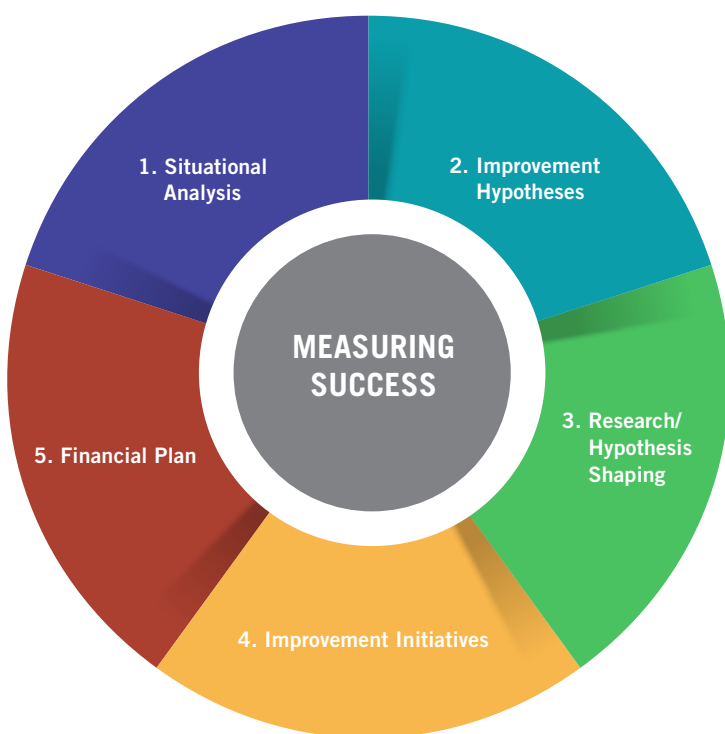 1. Situational
Analysis
2. Improvement
Hypotheses
MEASURING
SUCCESS
3. Research/
Hypothesis
Shaping
5. Financial Plan
4. Improvement Initiatives